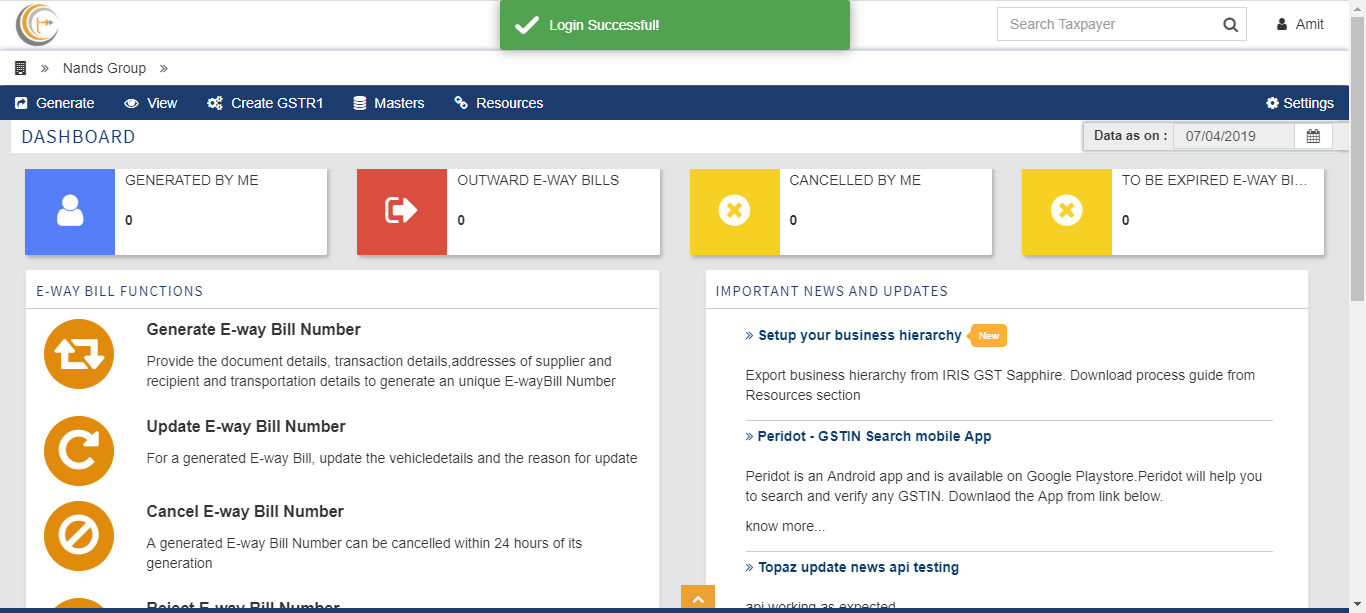 Login Successful!
Search Taxpayer
Amit
» Nands Group »
Generate View Create GSTR1 Masters Resources Settings
DASHBOARD
Data as on : 07/04/2019
GENERATED BY ME
0
OUTWARD E-WAY BILLS
0
CANCELLED BY ME
0
TO BE EXPIRED E-WAY BI...
0
E-WAY BILL FUNCTIONS
Generate E-way Bill Number
Provide the document details, transaction details,addresses of supplier and
recipient and transportation details to generate an unique E-wayBill Number
Update E-way Bill Number
For a generated E-way Bill, update the vehicledetails and the reason for update
Cancel E-way Bill Number
A generated E-way Bill Number can be cancelled within 24 hours of its
generation
Reject E-way Bill Number
IMPORTANT NEWS AND UPDATES
» Setup your business hierarchy New
Export business hierarchy from IRIS GST Sapphire. Download process guide from
Resources section
» Peridot - GSTIN Search mobile App
Peridot is an Android app and is available on Google Playstore.Peridot will help you
to search and verify any GSTIN. Downlaod the App from link below.
know more...
» Topaz update news api testing
api working as expected